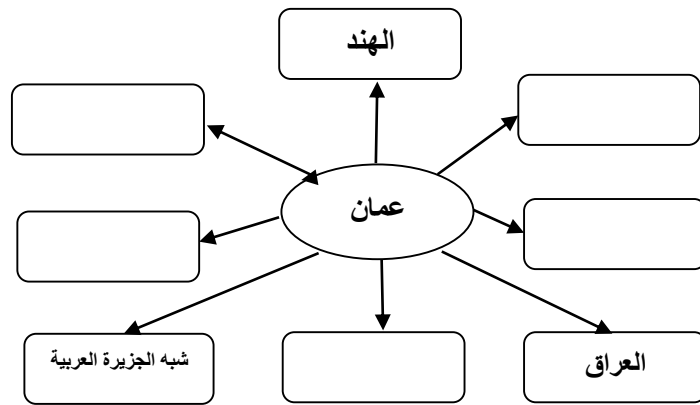 الهند
عمان
شبه الجزيرة العربية
العراق